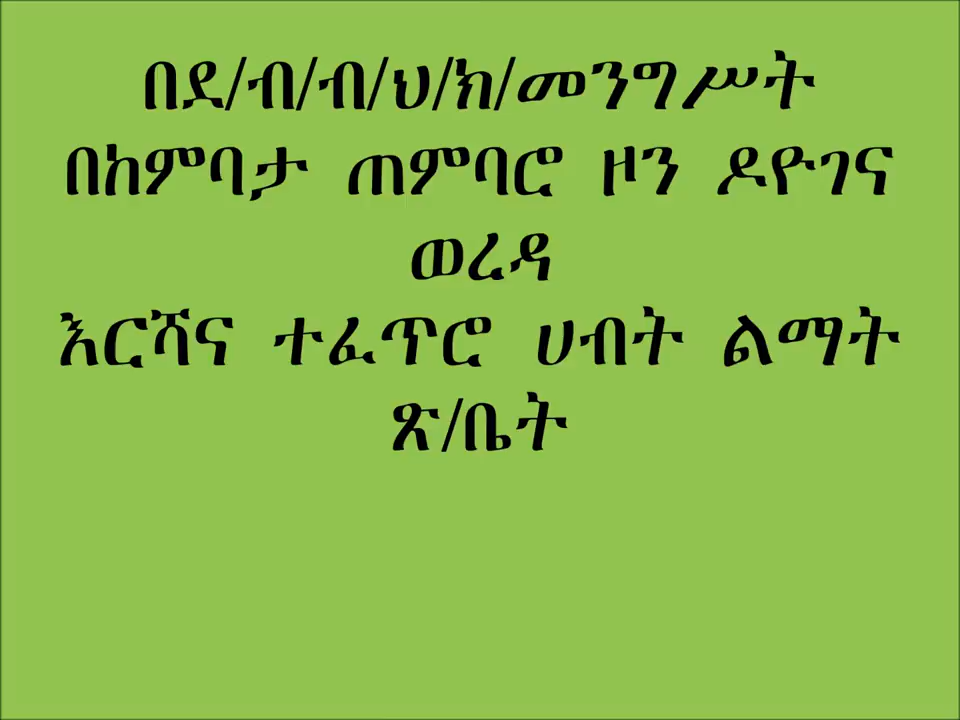 በደ/ብ/ብ/ህ/ክ/መንግሥት
በከምባታ ጠምባሮ ዞን ዶዮገና
ወረዳ
እርሻና ተፈጥሮ ሀብት ልማት
ጽ/ቤት